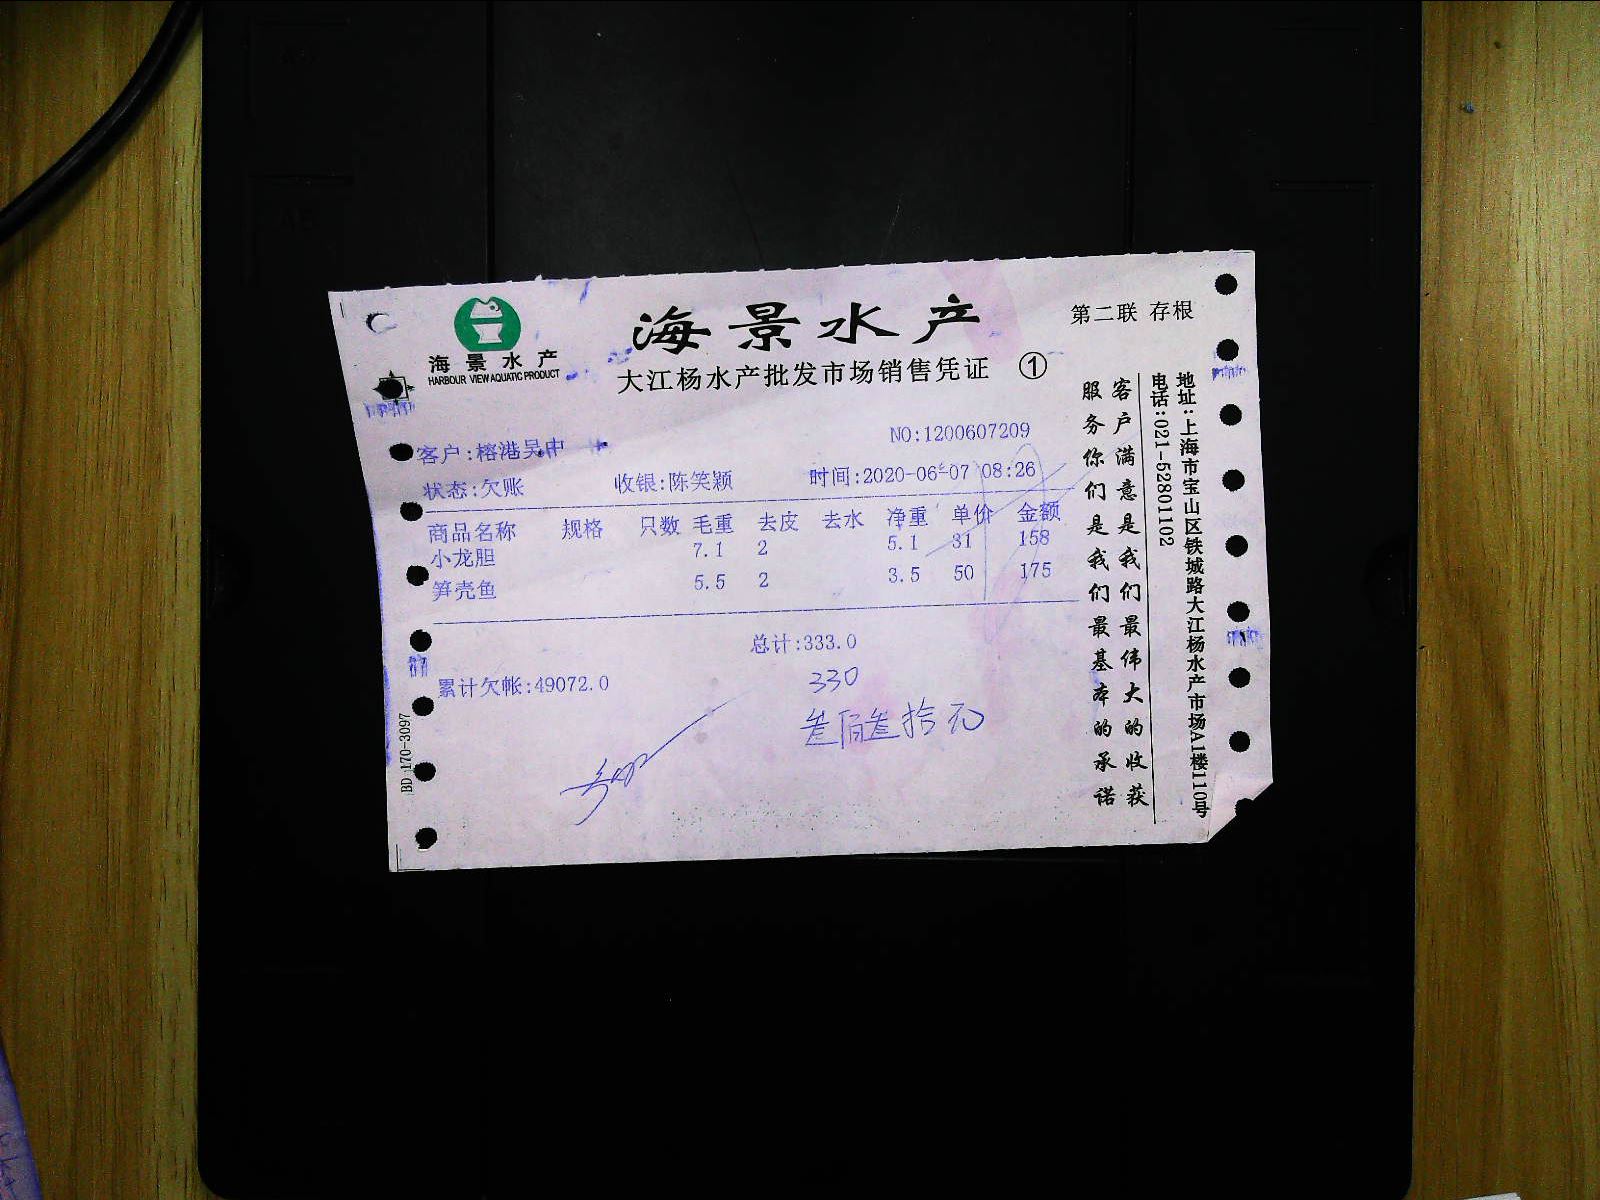 海景水产
HARBOUR VIEW AQUATIC PRODUCT
海景水产
大江杨水产批发市场销售凭证 ①
第二联 存根
客户:榕港吴中
NO:1200607209
状态:欠账 收银:陈笑颖 时间:2020-06-07 08:26
商品名称 规格 只数 毛重 去皮 去水 净重 单价 金额
小龙胆 7.1 2 5.1 31 158
笋壳鱼 5.5 2 3.5 50 175
总计:333.0
累计欠帐:49072.0
330
叁佰叁拾元
BD 170-3097
客户满意是我们最伟大的收获
服务你们是我们最基本的承诺
地址:上海市宝山区铁城路大江杨水产市场A1楼110号
电话:021-52801102